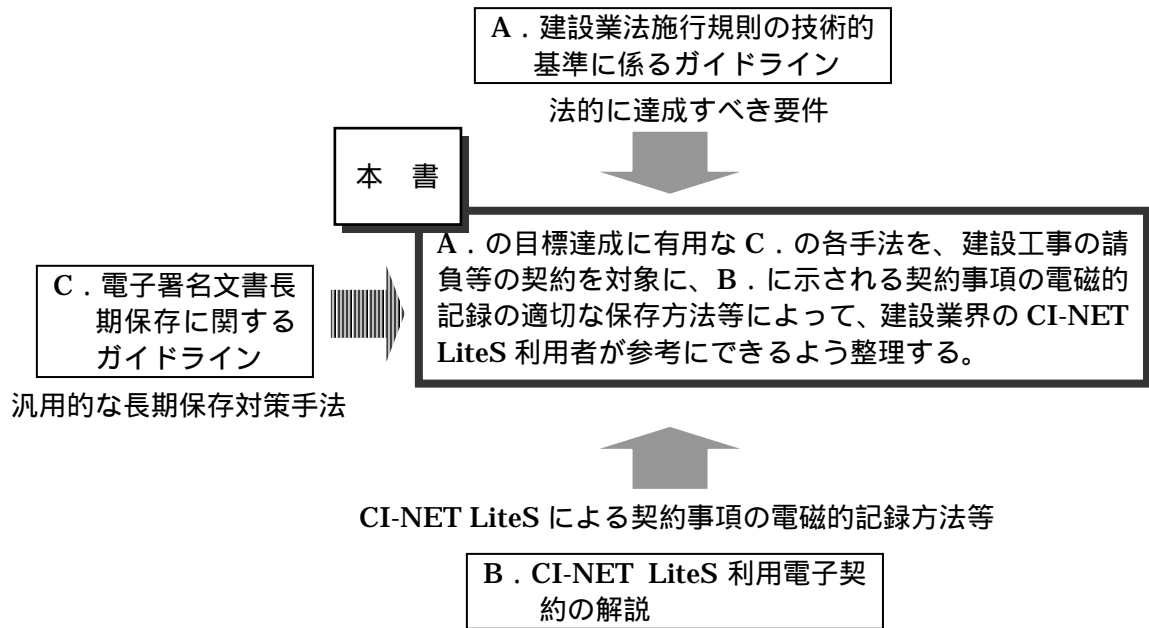 A．建設業法施行規則の技術的
基準に係るガイドライン
法的に達成すべき要件
本　書
A．の目標達成に有用な C．の各手法を、建設工事の請
負等の契約を対象に、B．に示される契約事項の電磁的
記録の適切な保存方法等によって、建設業界の CI-NET
LiteS 利用者が参考にできるよう整理する。
C．電子署名文書長
期保存に関する
ガイドライン
汎用的な長期保存対策手法
CI-NET LiteS による契約事項の電磁的記録方法等
B．CI-NET LiteS 利用電子契
約の解説